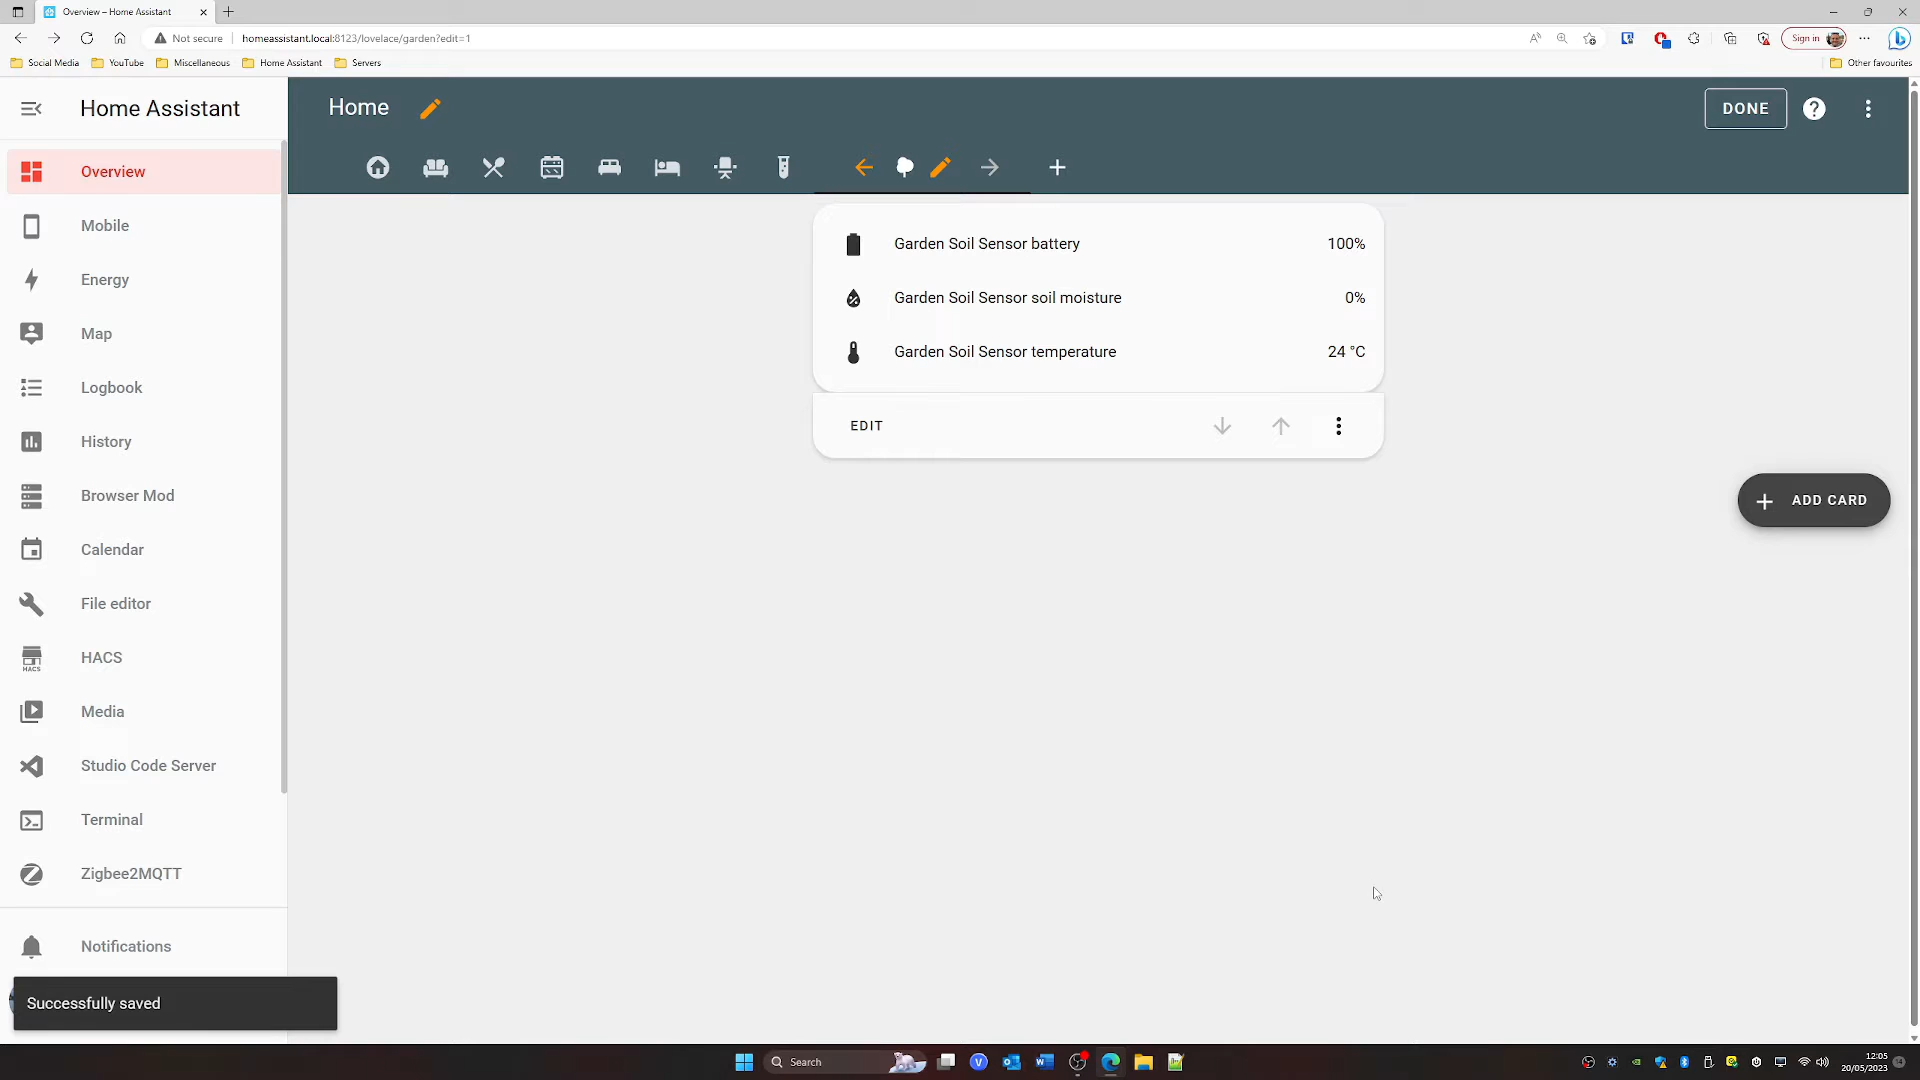 Overview – Home Assistant
Not secure
homeassistant.local:8123/lovelace/garden?edit=1
Sign in
Social Media
YouTube
Miscellaneous
Home Assistant
Servers
Other favourites
Home Assistant
Home
DONE
Overview
Mobile
Energy
Map
Logbook
History
Browser Mod
Calendar
File editor
HACS
HACS
Media
Studio Code Server
Terminal
Zigbee2MQTT
Notifications
Successfully saved
Garden Soil Sensor battery 100%
Garden Soil Sensor soil moisture 0%
Garden Soil Sensor temperature 24 °C
EDIT
ADD CARD
Search
12:05
20/05/2023